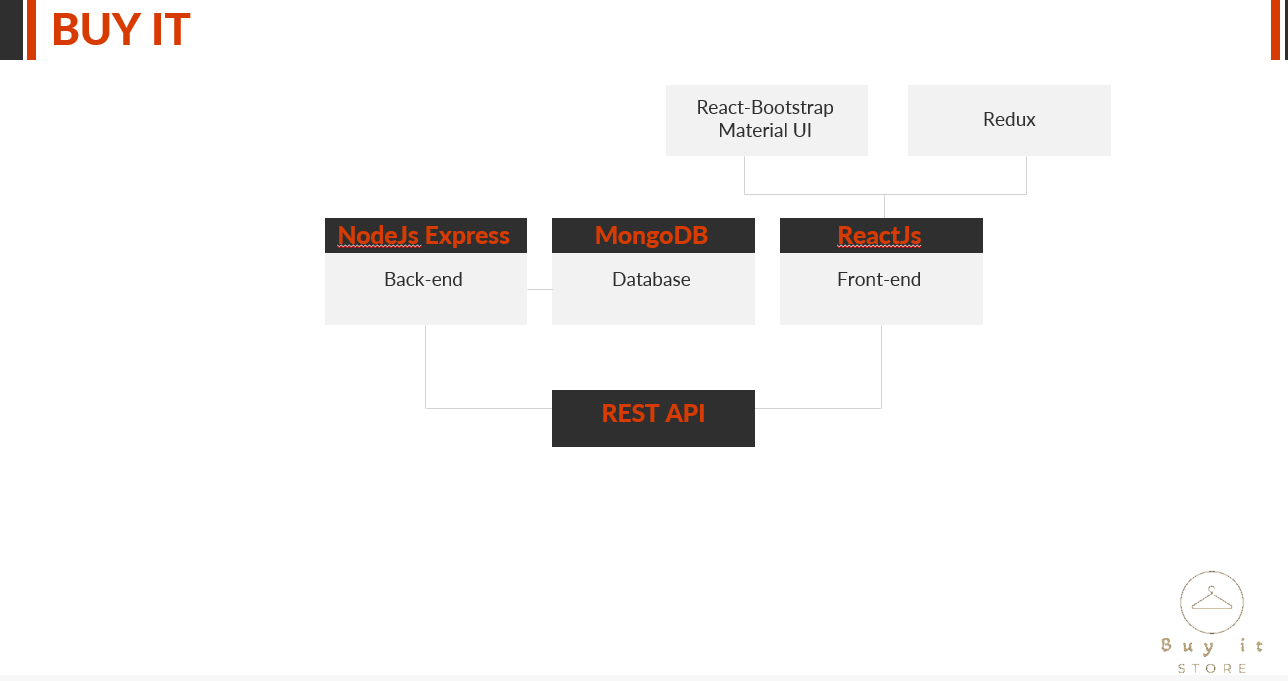 BUY IT
React-Bootstrap
Material UI
Redux
NodeJs Express
MongoDB
ReactJs
Back-end
Database
Front-end
REST API
Buy it
STORE